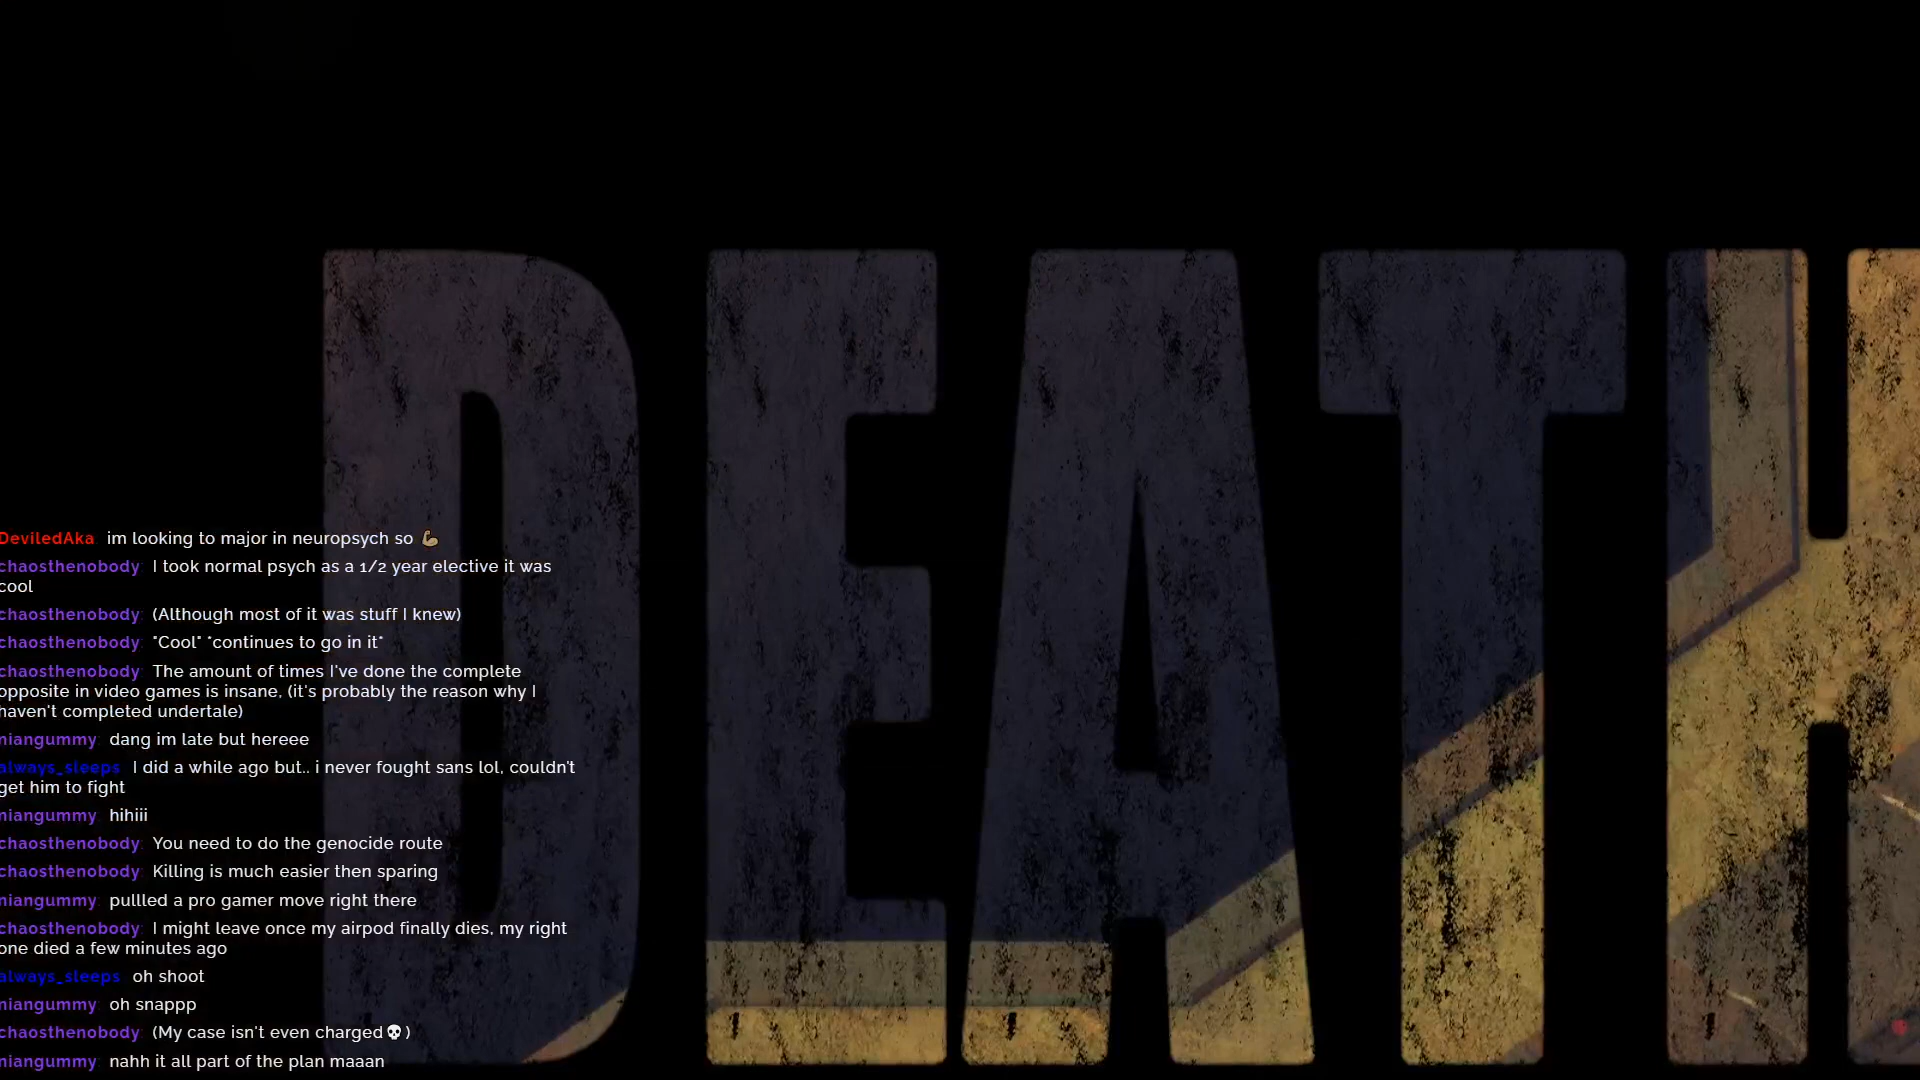 DEATH
DeviledAka im looking to major in neuropsych so 💪🏽
chaosthenobody: I took normal psych as a 1/2 year elective it was
cool
chaosthenobody: (Although most of it was stuff I knew)
chaosthenobody: "Cool" *continues to go in it*
chaosthenobody: The amount of times I've done the complete
opposite in video games is insane, (it's probably the reason why I
haven't completed undertale)
niangummy: dang im late but hereee
always_sleeps: I did a while ago but.. i never fought sans lol, couldn't
get him to fight
niangummy: hihiii
chaosthenobody: You need to do the genocide route
chaosthenobody: Killing is much easier then sparing
niangummy: pullled a pro gamer move right there
chaosthenobody: I might leave once my airpod finally dies, my right
one died a few minutes ago
always_sleeps: oh shoot
niangummy: oh snappp
chaosthenobody: (My case isn't even charged💀)
niangummy: nahh it all part of the plan maaan